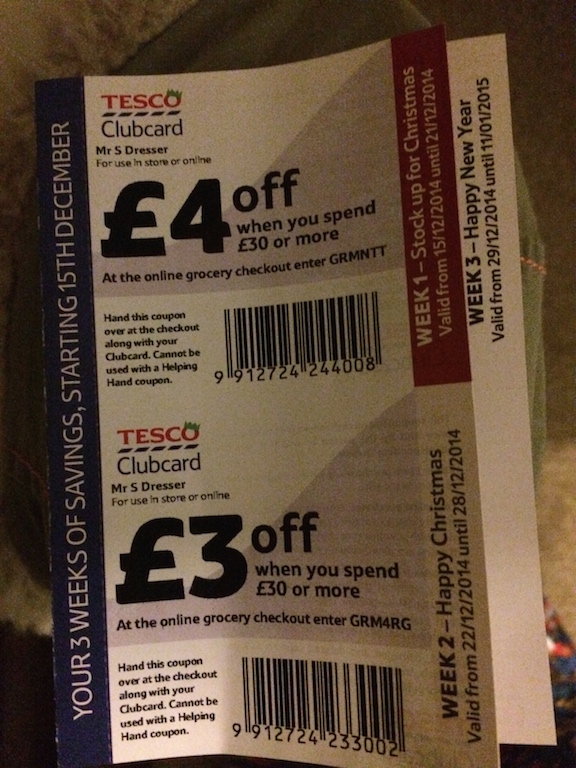 YOUR 3 WEEKS OF SAVINGS, STARTING 15TH DECEMBER
TESCO
Clubcard
Mr S Dresser
For use in store or online
£4 off
when you spend
£30 or more
At the online grocery checkout enter GRMNTT
Hand this coupon
over at the checkout
along with your
Clubcard. Cannot be
used with a Helping
Hand coupon.
9 912724 244008
WEEK 1 – Stock up for Christmas
Valid from 15/12/2014 until 21/12/2014
WEEK 3 – Happy New Year
Valid from 29/12/2014 until 11/01/2015
TESCO
Clubcard
Mr S Dresser
For use in store or online
£3 off
when you spend
£30 or more
At the online grocery checkout enter GRM4RG
Hand this coupon
over at the checkout
along with your
Clubcard. Cannot be
used with a Helping
Hand coupon.
9 912724 233002
WEEK 2 – Happy Christmas
Valid from 22/12/2014 until 28/12/2014